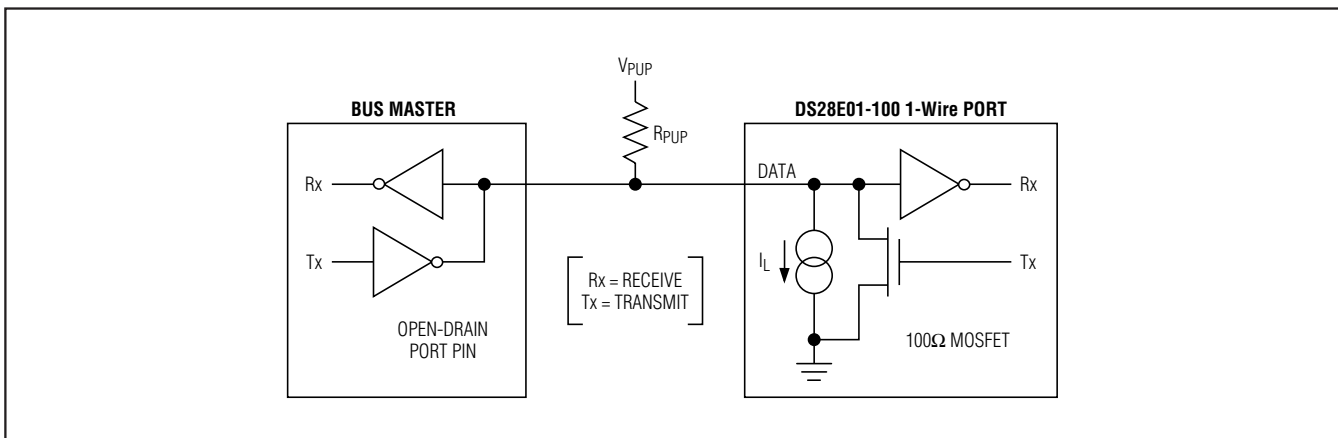 VPUP
BUS MASTER
DS28E01-100 1-Wire PORT
RPUP
Rx
DATA
Rx
Tx
IL
Tx
Rx = RECEIVE
Tx = TRANSMIT
OPEN-DRAIN
PORT PIN
100Ω MOSFET